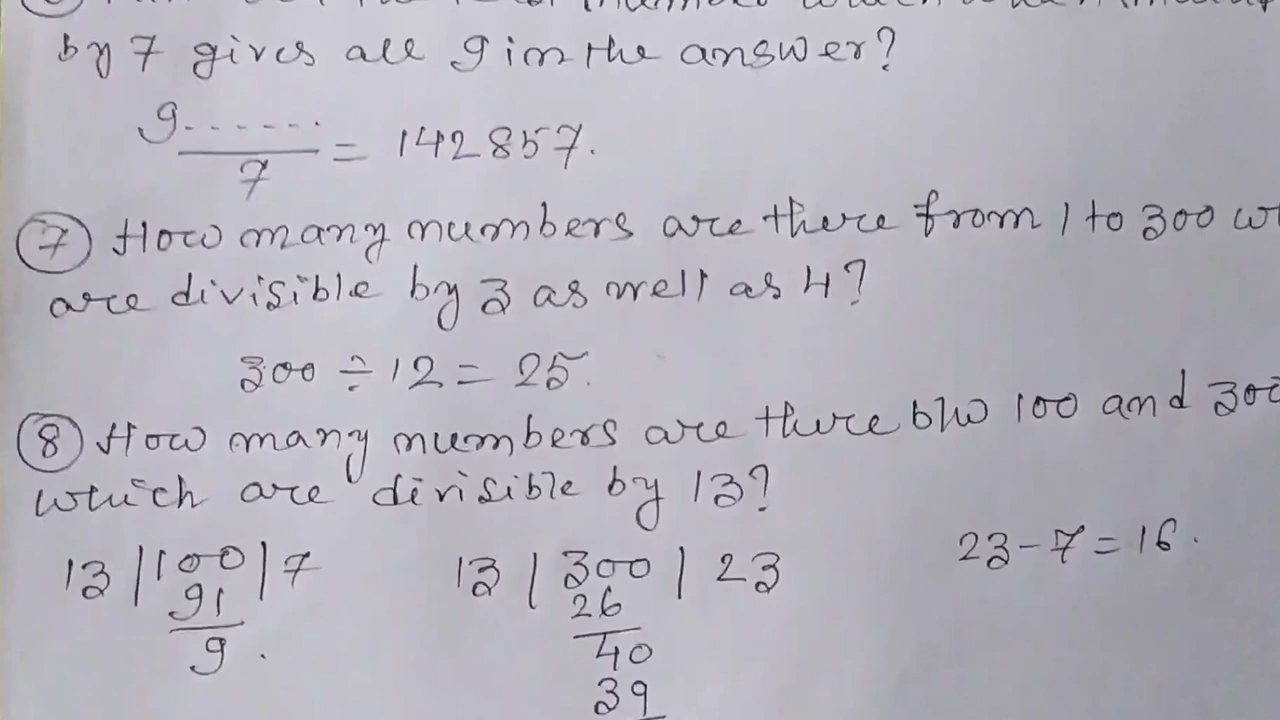 by 7 gives all 9 in the answer?
9......
7
= 142857.
7 How many numbers are there from 1 to 300 w
are divisible by 3 as well as 4?
300 ÷ 12 = 25.
8 How many numbers are there b/w 100 and 300
which are divisible by 13?
13 | 100 | 7
91
9.
13 | 300 | 23
26
40
39
23 - 7 = 16.